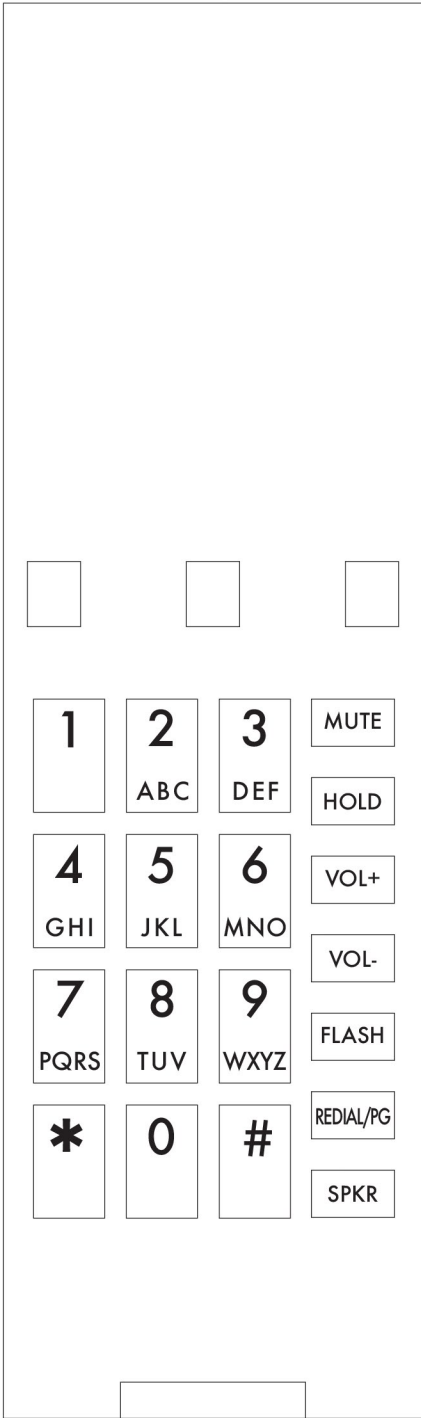 1
2
ABC
3
DEF
MUTE
HOLD
4
GHI
5
JKL
6
MNO
VOL+
VOL-
7
PQRS
8
TUV
9
WXYZ
FLASH
REDIAL/PG
*
0
#
SPKR